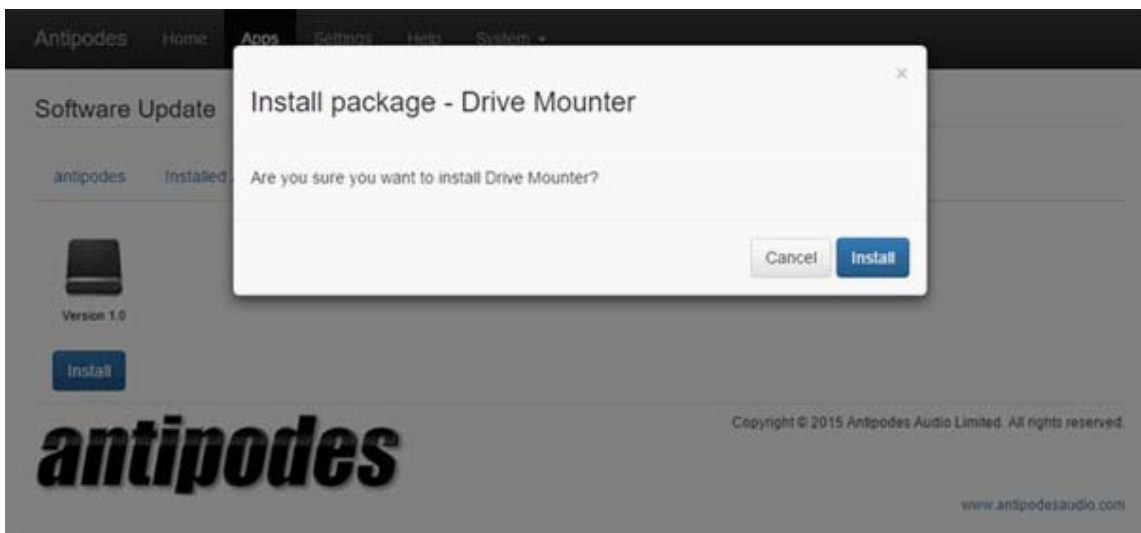 Antipodes Home Apps Settings Help System
×
Install package - Drive Mounter
Software Update
Are you sure you want to install Drive Mounter?
antipodes Installed
Cancel Install
Version 1.0
Install
antipodes
Copyright © 2015 Antipodes Audio Limited. All rights reserved.
www.antipodesaudio.com